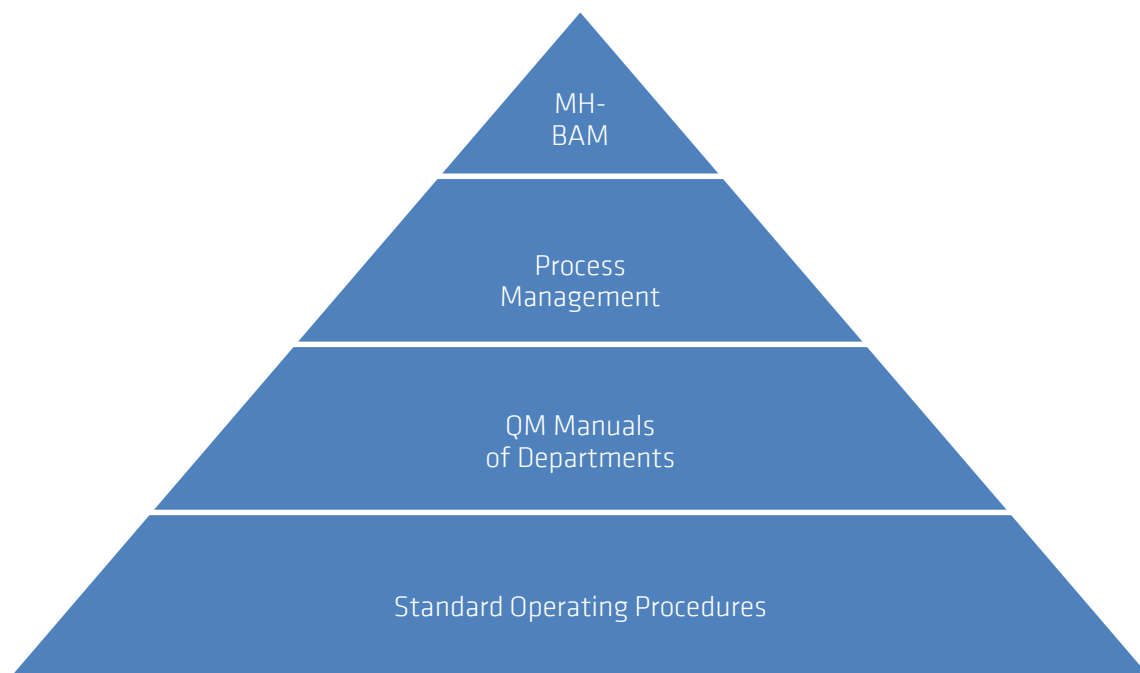 MH-
BAM
Process
Management
QM Manuals
of Departments
Standard Operating Procedures